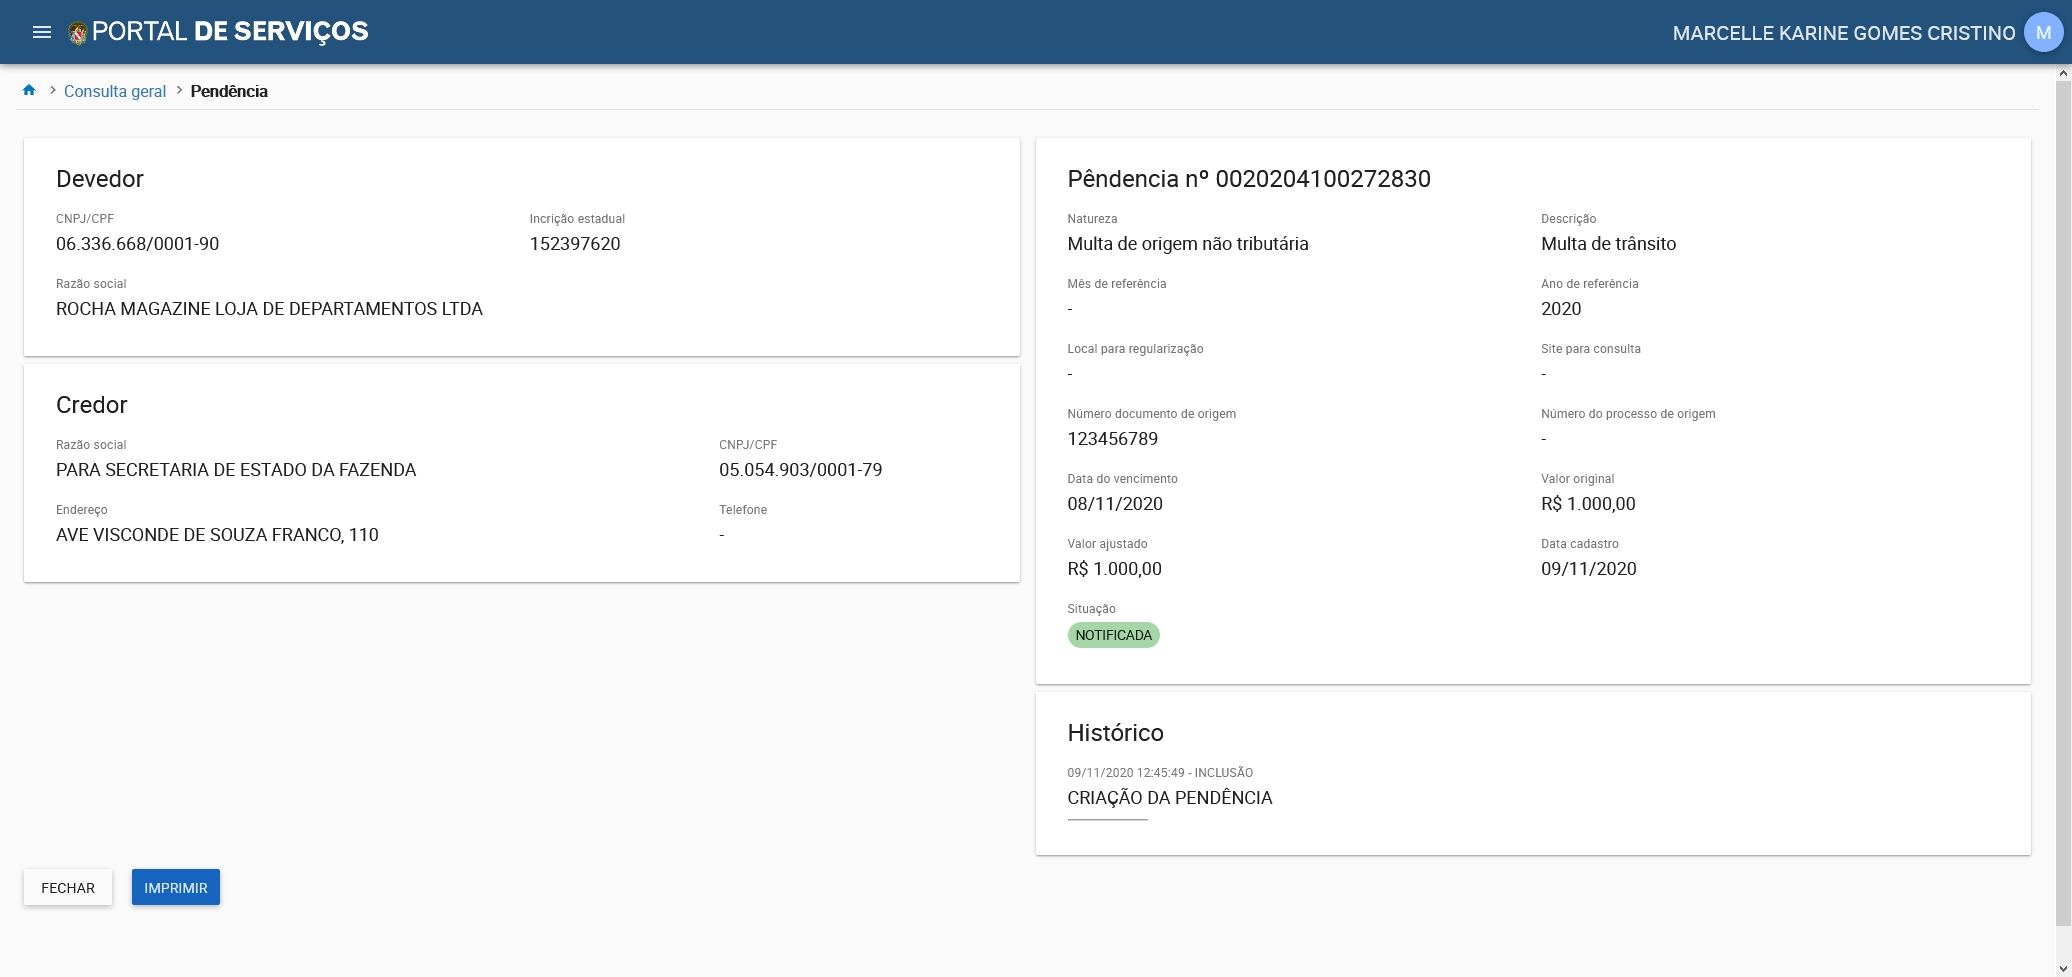 PORTAL DE SERVIÇOS
MARCELLE KARINE GOMES CRISTINO M
Consulta geral > Pendência
Devedor
CNPJ/CPF
06.336.668/0001-90
Incrição estadual
152397620
Razão social
ROCHA MAGAZINE LOJA DE DEPARTAMENTOS LTDA
Credor
Razão social
PARA SECRETARIA DE ESTADO DA FAZENDA
CNPJ/CPF
05.054.903/0001-79
Endereço
AVE VISCONDE DE SOUZA FRANCO, 110
Telefone
-
Pêndencia nº 0020204100272830
Natureza
Multa de origem não tributária
Descrição
Multa de trânsito
Mês de referência
-
Ano de referência
2020
Local para regularização
-
Site para consulta
-
Número documento de origem
123456789
Número do processo de origem
-
Data do vencimento
08/11/2020
Valor original
R$ 1.000,00
Valor ajustado
R$ 1.000,00
Data cadastro
09/11/2020
Situação
NOTIFICADA
Histórico
09/11/2020 12:45:49 - INCLUSÃO
CRIAÇÃO DA PENDÊNCIA
FECHAR
IMPRIMIR